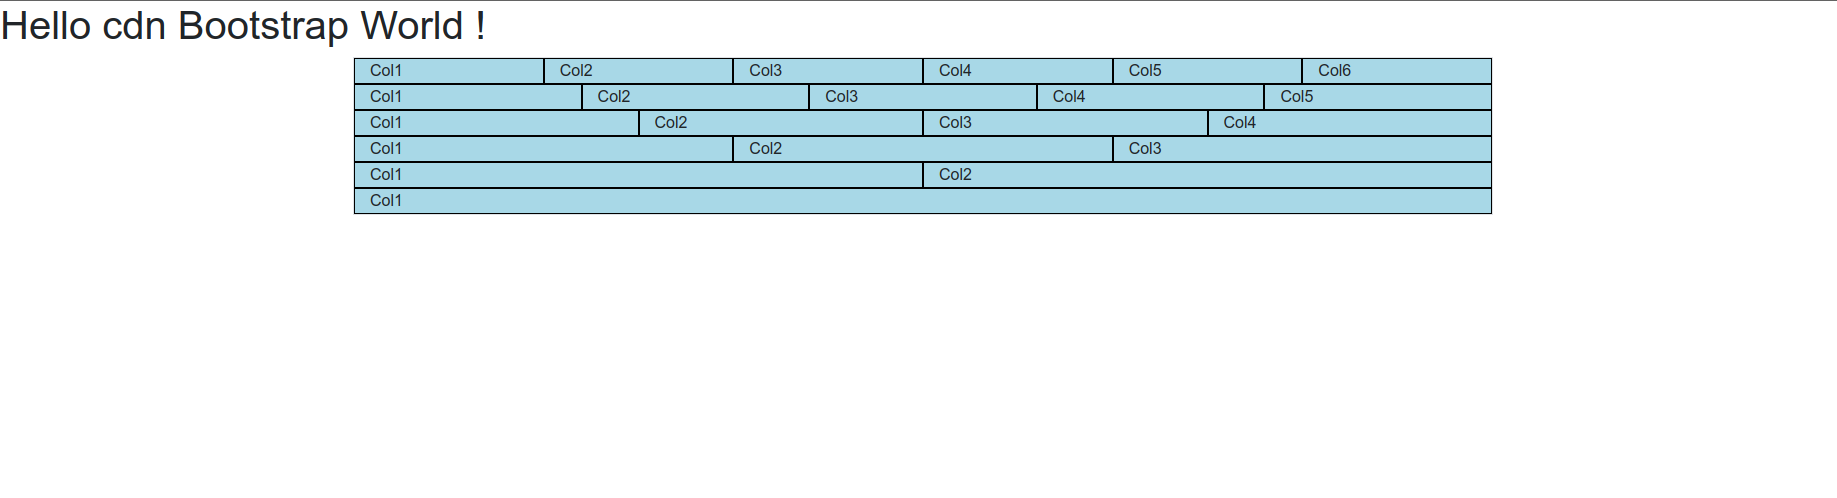 Hello cdn Bootstrap World !
Col1 Col2 Col3 Col4 Col5 Col6
Col1 Col2 Col3 Col4 Col5
Col1 Col2 Col3 Col4
Col1 Col2 Col3
Col1 Col2
Col1